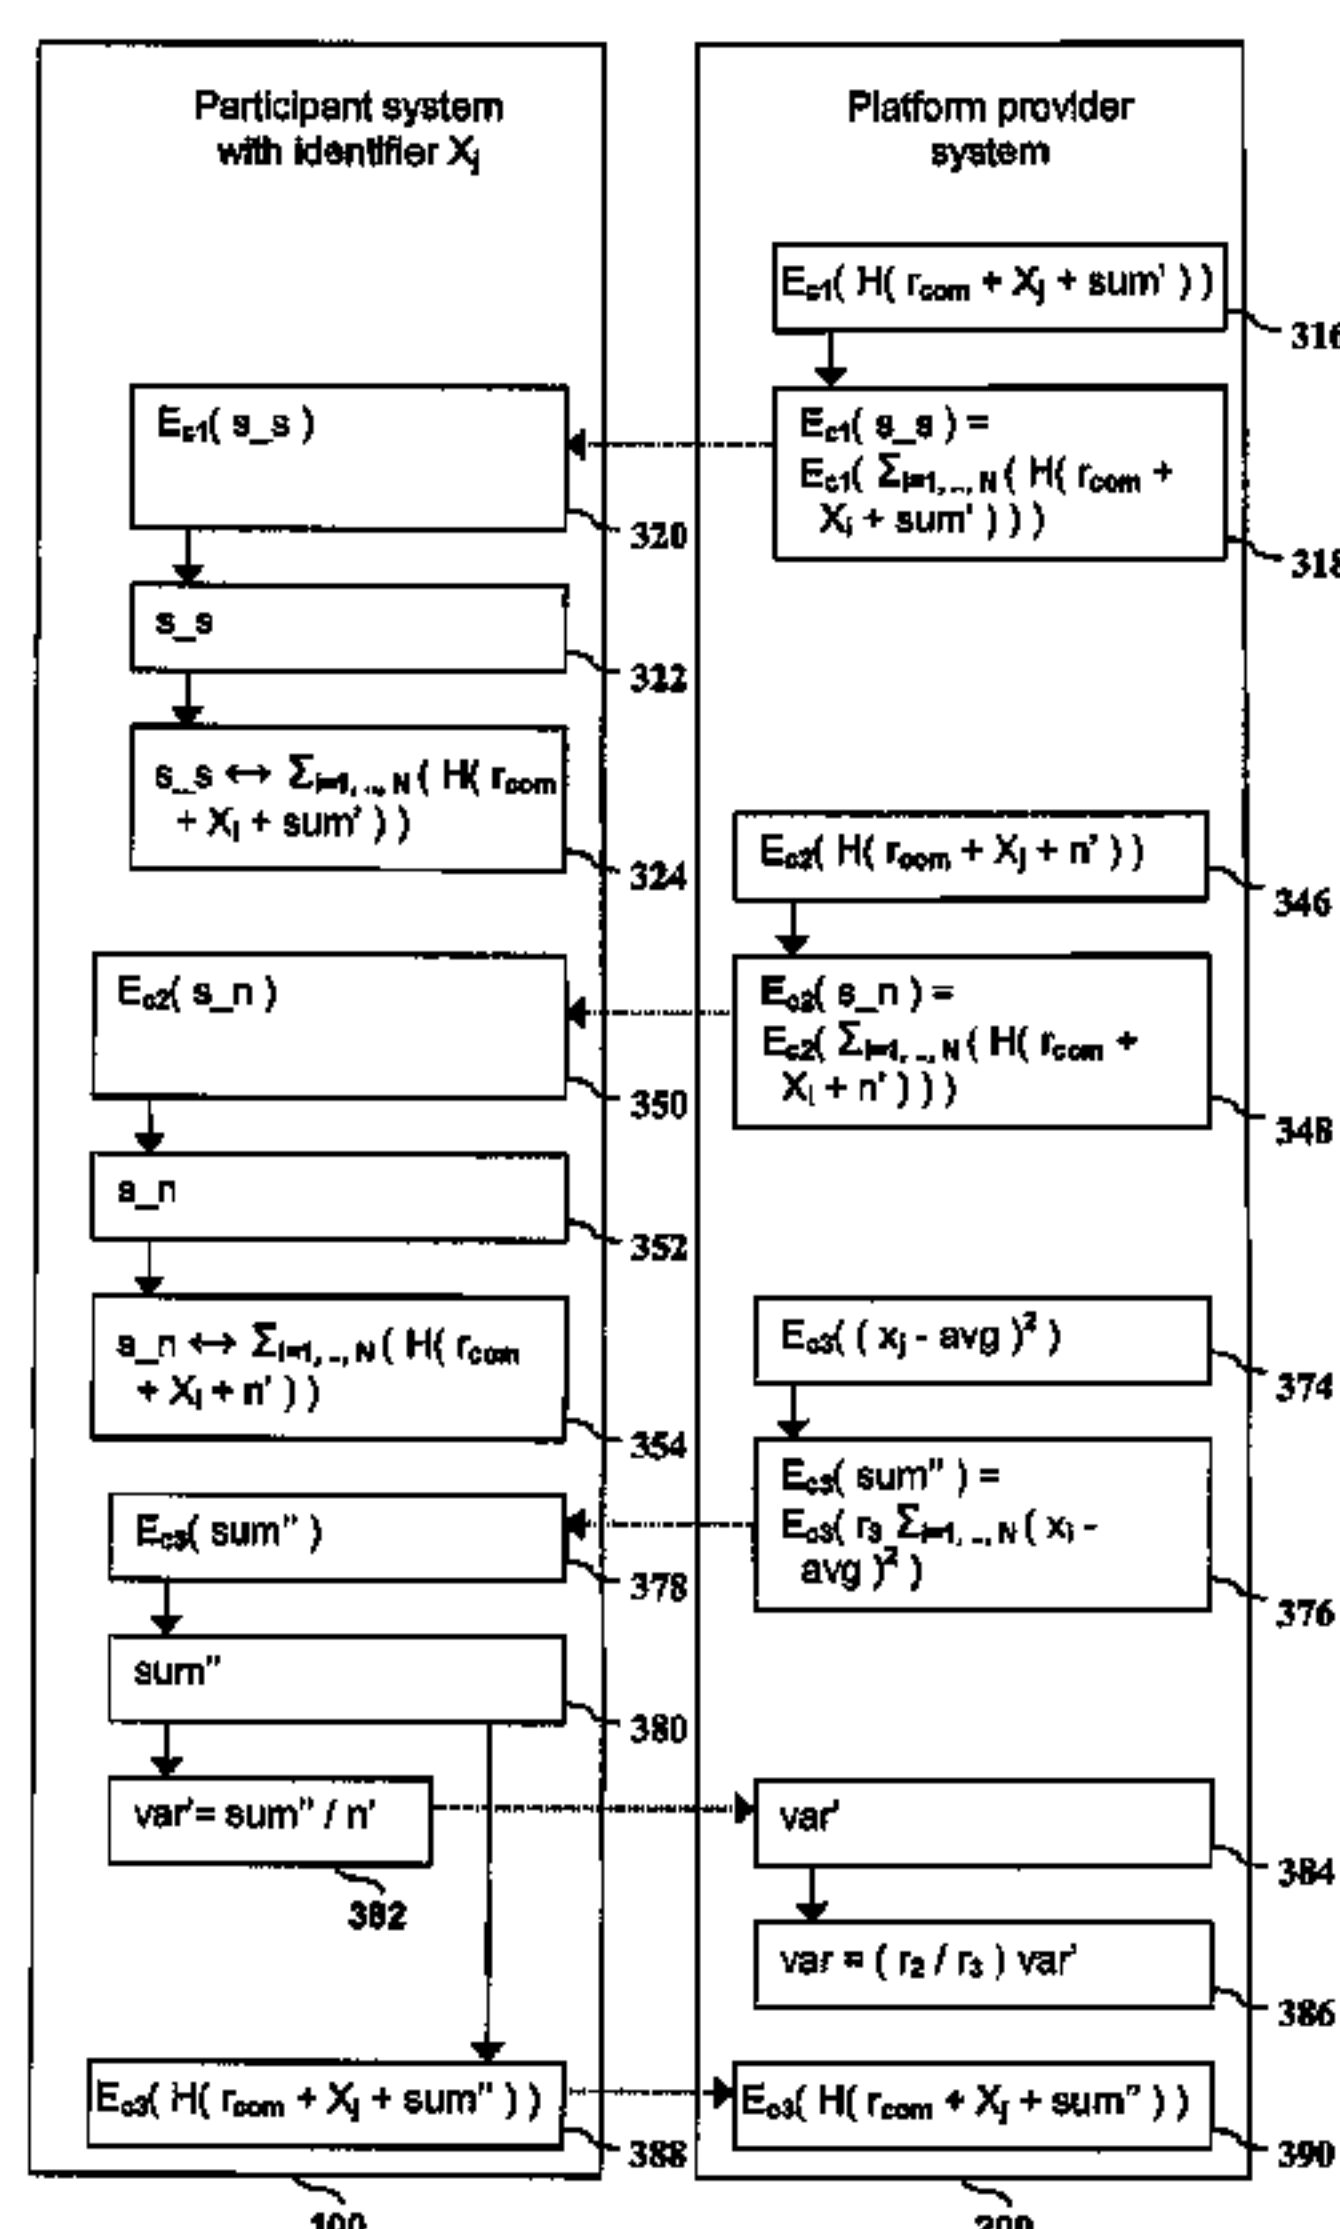 Participant system
with identifier Xj
Platform provider
system
Ec1( H( rcom + Xj + sum' ) )
316
Ec1( s_s ) =
Ec1( Σi=1, .., N ( H( rcom +
Xi + sum' ) ) )
318
Ec1( s_s )
320
s_s
322
s_s ↔ Σi=1, .., N ( H( rcom
+ Xi + sum' ) )
324
Ec2( H( rcom + Xj + n' ) )
346
Ec2( s_n ) =
Ec2( Σi=1, .., N ( H( rcom +
Xi + n' ) ) )
348
Ec2( s_n )
350
s_n
352
s_n ↔ Σi=1, .., N ( H( rcom
+ Xi + n' ) )
354
Ec3( ( xj - avg )² )
374
Ec3( sum'' ) =
Ec3( r3 Σi=1, .., N ( xi -
avg )² )
376
Ec3( sum'' )
378
sum''
380
var'= sum'' / n'
382
var'
384
var = ( r2 / r3 ) var'
386
Ec3( H( rcom + Xj + sum'' ) )
388
Ec3( H( rcom + Xj + sum'' ) )
390
100
200